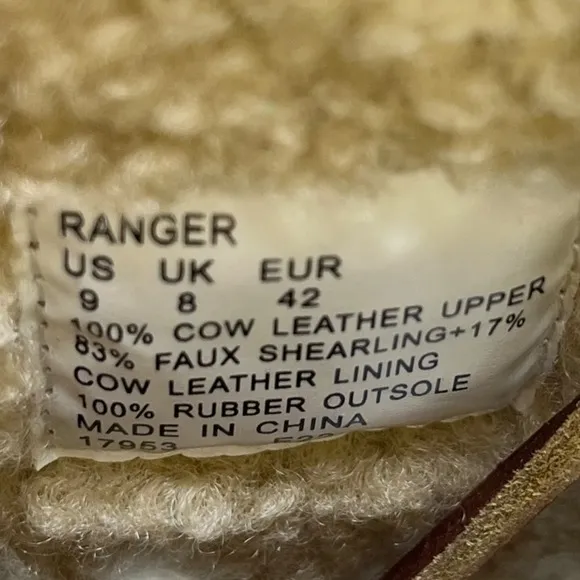 RANGER
US UK EUR
9 8 42
100% COW LEATHER UPPER
83% FAUX SHEARLING+17%
COW LEATHER LINING
100% RUBBER OUTSOLE
MADE IN CHINA
17953